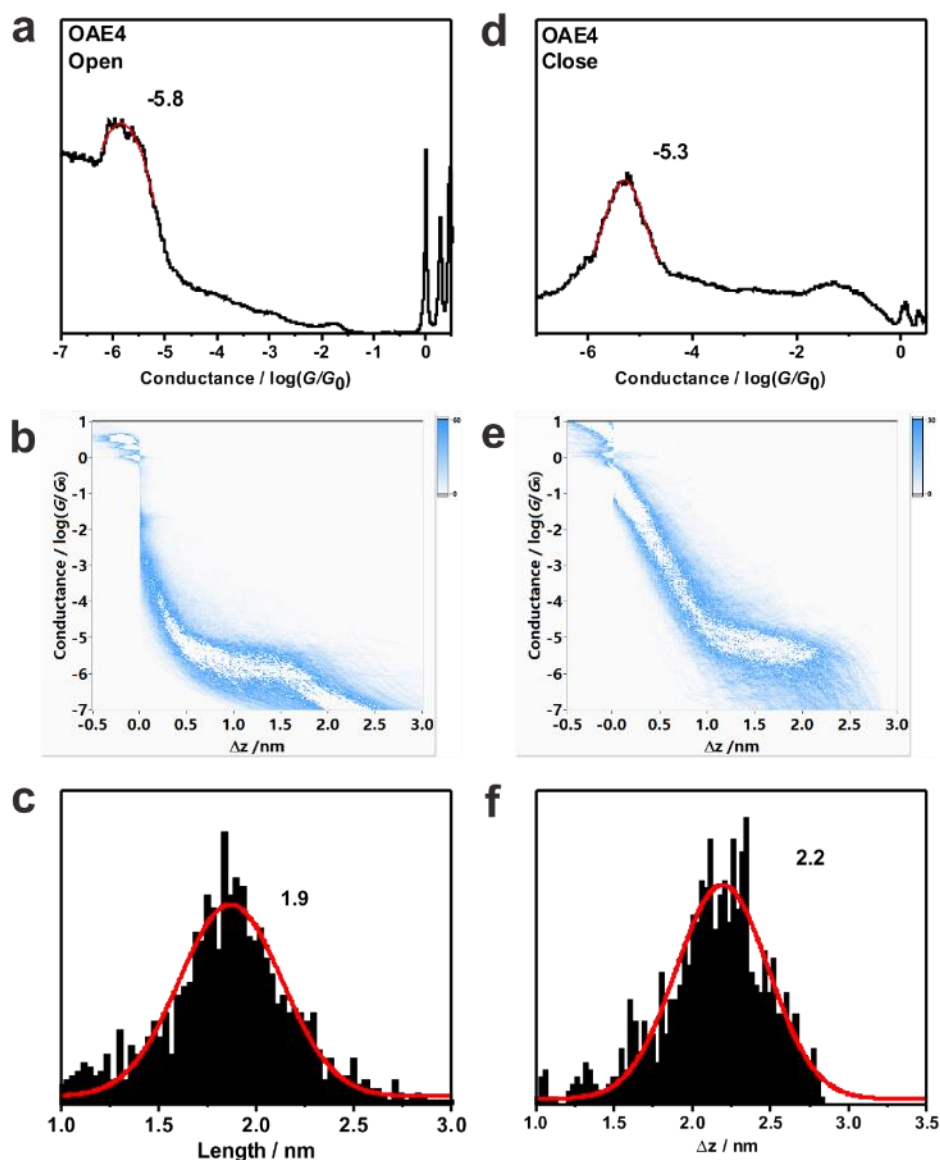 a
OAE4
Open
-5.8
-7 -6 -5 -4 -3 -2 -1 0
Conductance / log(G/G0)
d
OAE4
Close
-5.3
-6 -4 -2 0
Conductance / log(G/G0)
b
Conductance / log(G/G0)
1
0
-1
-2
-3
-4
-5
-6
-7
-0.5 0.0 0.5 1.0 1.5 2.0 2.5 3.0
Δz /nm
0
e
Conductance / log(G/G0)
1
0
-1
-2
-3
-4
-5
-6
-7
-0.5 0.0 0.5 1.0 1.5 2.0 2.5 3.0
Δz /nm
0
c
1.9
1.0 1.5 2.0 2.5 3.0
Length / nm
f
2.2
1.0 1.5 2.0 2.5 3.0 3.5
Δz / nm